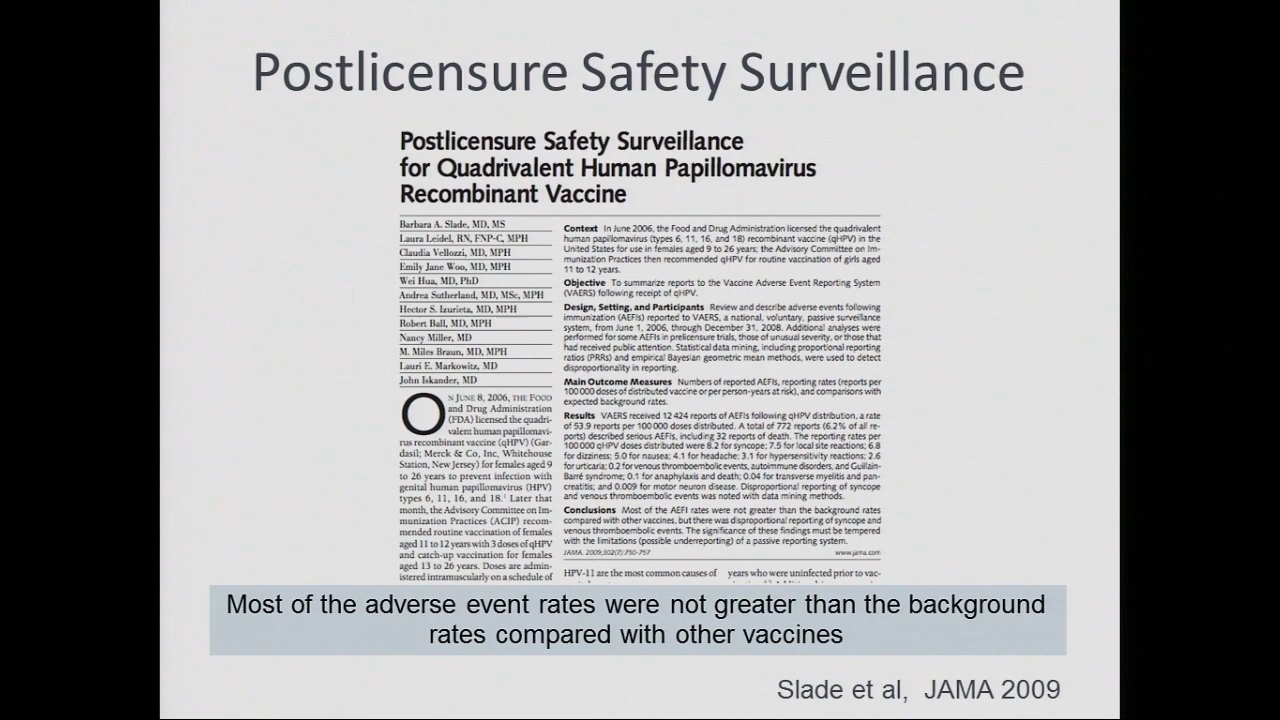 Postlicensure Safety Surveillance
Postlicensure Safety Surveillance
for Quadrivalent Human Papillomavirus
Recombinant Vaccine
Barbara A. Slade, MD, MS
Laura Leidel, RN, FNP-C, MPH
Claudia Vellozzi, MD, MPH
Emily Jane Woo, MD, MPH
Wei Hua, MD, PhD
Andrea Sutherland, MD, MSc, MPH
Hector S. Izurieta, MD, MPH
Robert Ball, MD, MPH
Nancy Miller, MD
M. Miles Braun, MD, MPH
Lauri E. Markowitz, MD
John Iskander, MD
ON JUNE 8, 2006, THE FOOD
and Drug Administration
(FDA) licensed the quadri-
valent human papillomavi-
rus recombinant vaccine (qHPV) (Gar-
dasil; Merck & Co, Inc, Whitehouse
Station, New Jersey) for females aged 9
to 26 years to prevent infection with
genital human papillomavirus (HPV)
types 6, 11, 16, and 18.1 Later that
month, the Advisory Committee on Im-
munization Practices (ACIP) recom-
mended routine vaccination of females
aged 11 to 12 years with 3 doses of qHPV
and catch-up vaccination for females
aged 13 to 26 years. Doses are admin-
istered intramuscularly on a schedule of
Context In June 2006, the Food and Drug Administration licensed the quadrivalent
human papillomavirus (types 6, 11, 16, and 18) recombinant vaccine (qHPV) in the
United States for use in females aged 9 to 26 years; the Advisory Committee on Im-
munization Practices then recommended qHPV for routine vaccination of girls aged
11 to 12 years.
Objective To summarize reports to the Vaccine Adverse Event Reporting System
(VAERS) following receipt of qHPV.
Design, Setting, and Participants Review and describe adverse events following
immunization (AEFIs) reported to VAERS, a national, voluntary, passive surveillance
system, from June 1, 2006, through December 31, 2008. Additional analyses were
performed for some AEFIs in prelicensure trials, those of unusual severity, or those that
had received public attention. Statistical data mining, including proportional reporting
ratios (PRRs) and empirical Bayesian geometric mean methods, were used to detect
disproportionality in reporting.
Main Outcome Measures Numbers of reported AEFIs, reporting rates (reports per
100 000 doses of distributed vaccine or per person-years at risk), and comparisons with
expected background rates.
Results VAERS received 12 424 reports of AEFIs following qHPV distribution, a rate
of 53.9 reports per 100 000 doses distributed. A total of 772 reports (6.2% of all re-
ports) described serious AEFIs, including 32 reports of death. The reporting rates per
100 000 qHPV doses distributed were 8.2 for syncope; 7.5 for local site reactions; 6.8
for dizziness; 5.0 for nausea; 4.1 for headache; 3.1 for hypersensitivity reactions; 2.6
for urticaria; 0.2 for venous thromboembolic events, autoimmune disorders, and Guillain-
Barré syndrome; 0.1 for anaphylaxis and death; 0.04 for transverse myelitis and pan-
creatitis; and 0.009 for motor neuron disease. Disproportional reporting of syncope
and venous thromboembolic events was noted with data mining methods.
Conclusions Most of the AEFI rates were not greater than the background rates
compared with other vaccines, but there was disproportional reporting of syncope and
venous thromboembolic events. The significance of these findings must be tempered
with the limitations (possible underreporting) of a passive reporting system.
JAMA. 2009;302(7):750-757 www.jama.com
HPV-11 are the most common causes of
years who were uninfected prior to vac-
Most of the adverse event rates were not greater than the background
rates compared with other vaccines
Slade et al, JAMA 2009